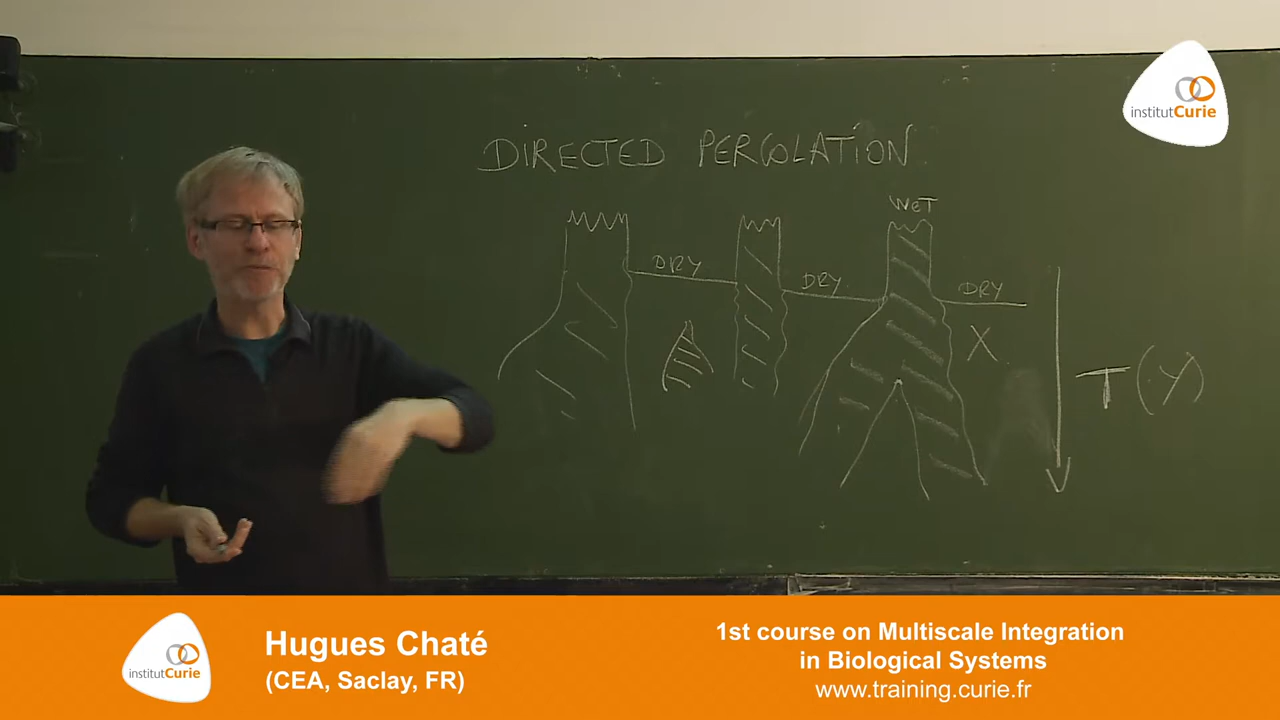 institutCurie
DIRECTED PERCOLATION
WET
DRY
DRY
DRY
X
T(y)
institutCurie
Hugues Chaté
(CEA, Saclay, FR)
1st course on Multiscale Integration
in Biological Systems
www.training.curie.fr